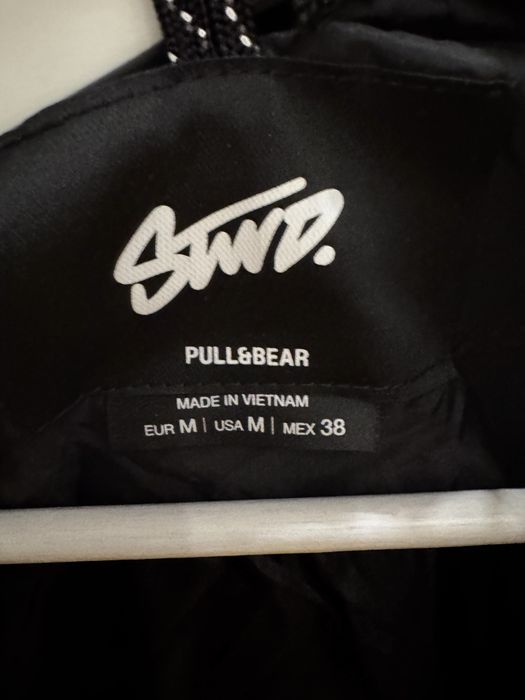 STWD.
PULL&BEAR
MADE IN VIETNAM
EUR M | USA M | MEX 38